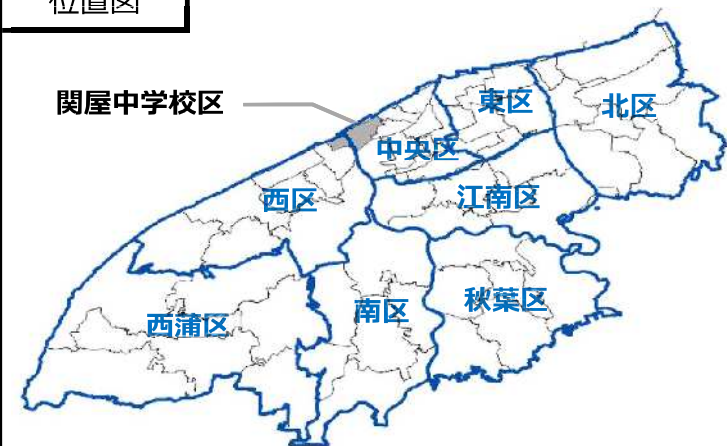 位置図
関屋中学校区
東区
北区
中央区
西区
江南区
西蒲区
南区
秋葉区